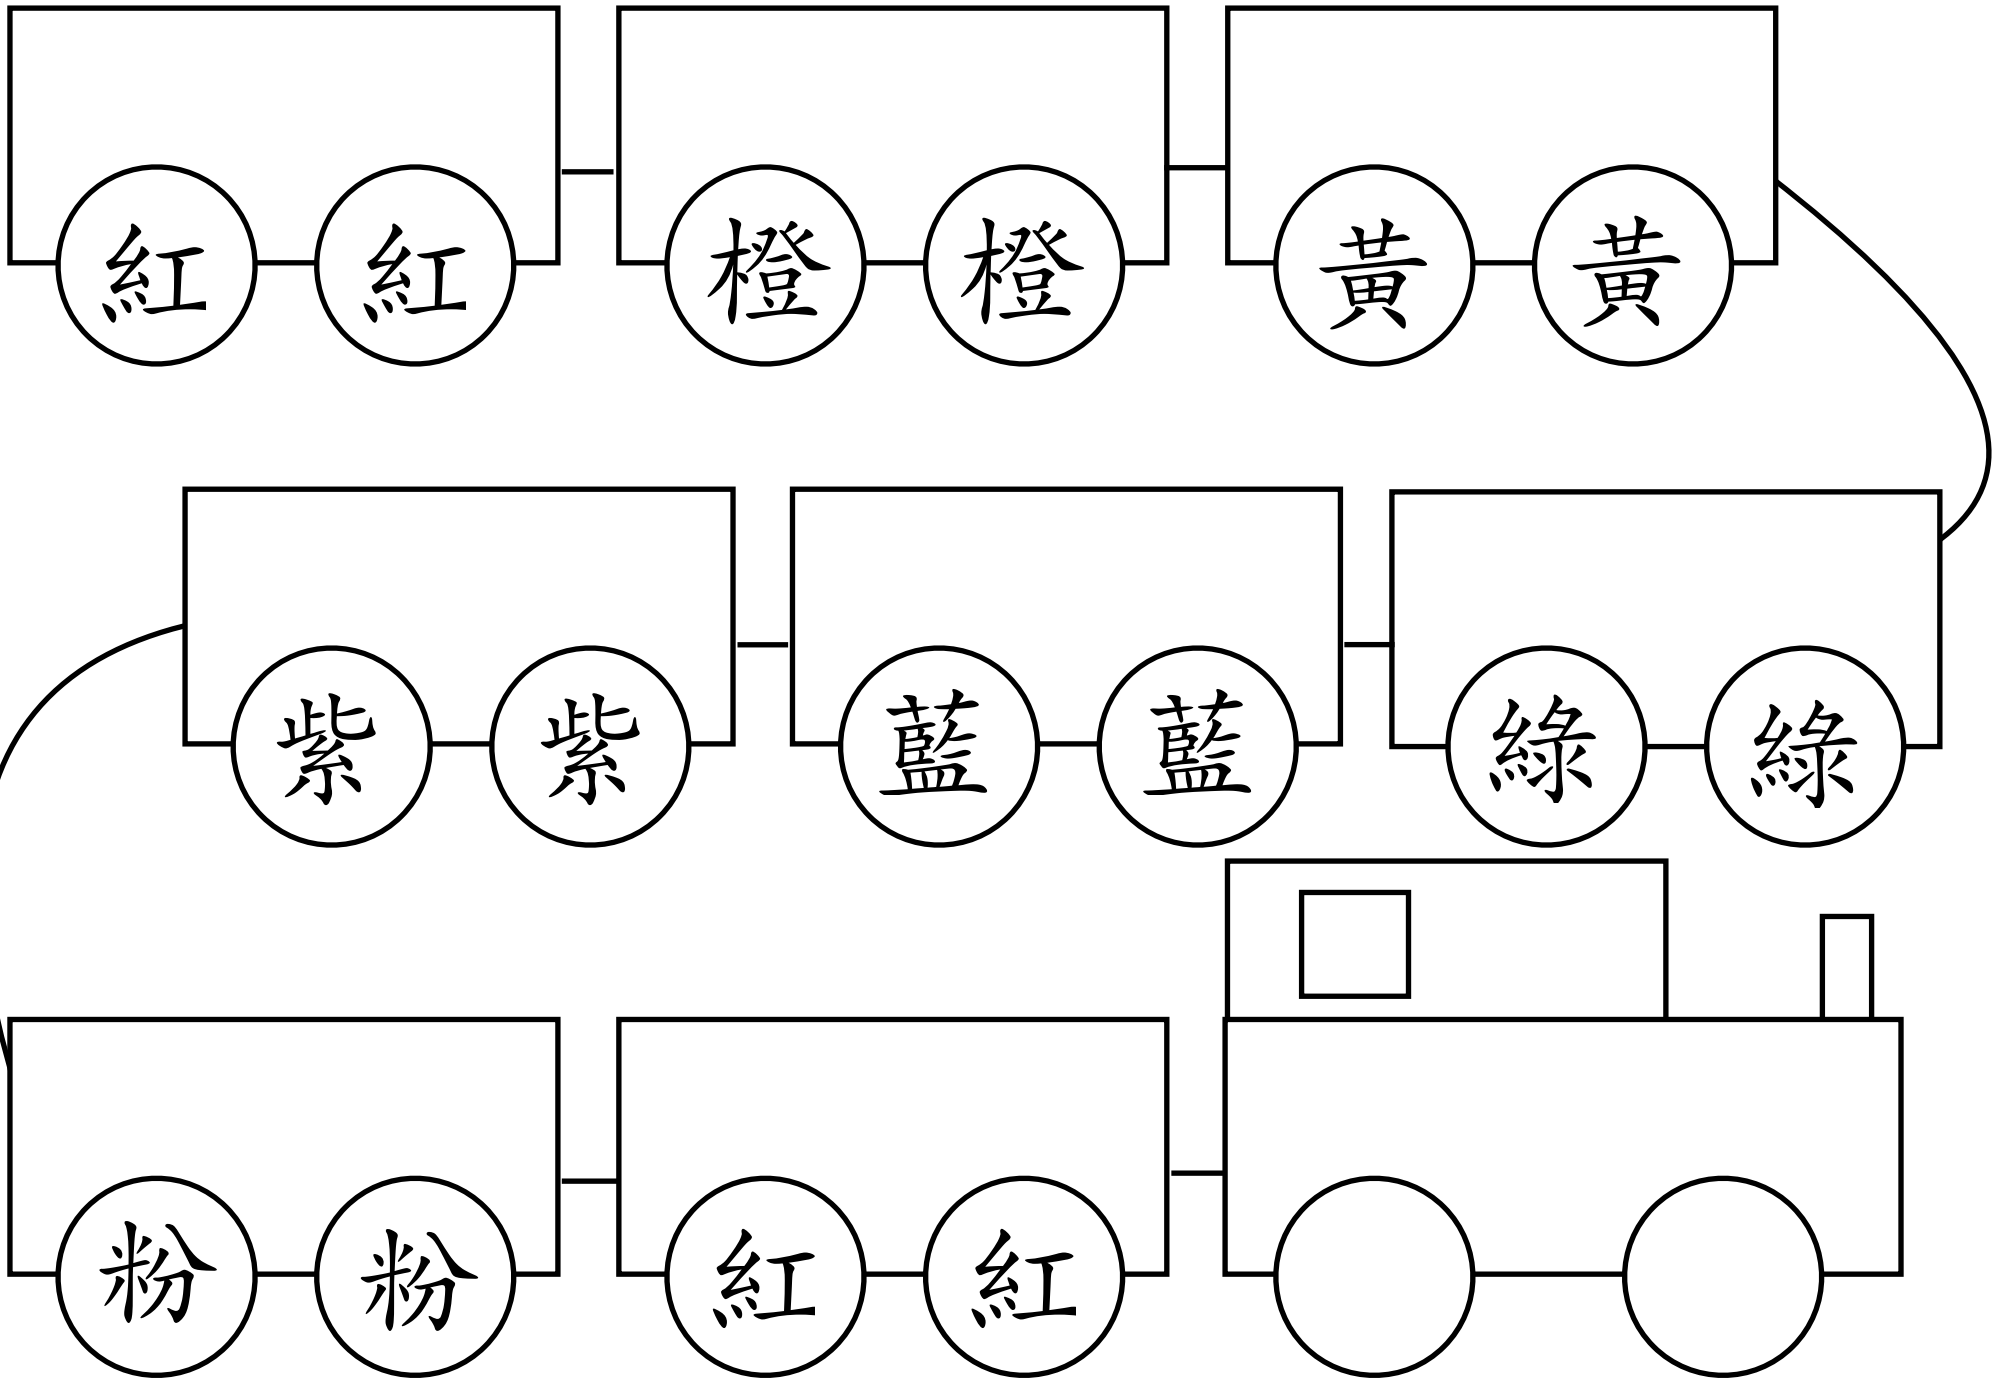 紅 紅 橙 橙 黃 黃
紫 紫 藍 藍 綠 綠
粉 粉 紅 紅